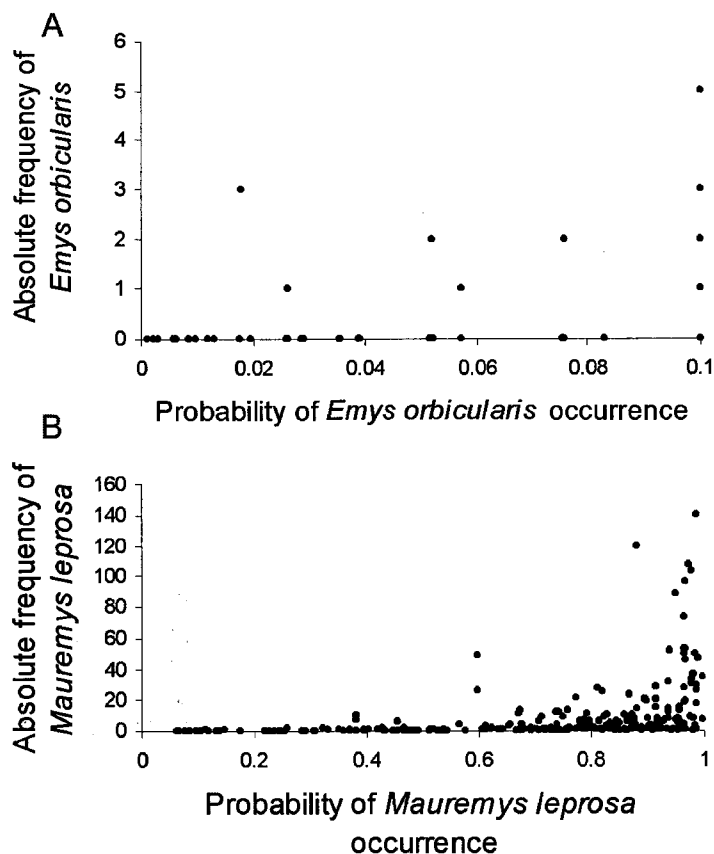 A
Absolute frequency of
Emys orbicularis
6
5
4
3
2
1
0
0 0.02 0.04 0.06 0.08 0.1
Probability of Emys orbicularis occurrence
B
Absolute frequency of
Mauremys leprosa
160
140
120
100
80
60
40
20
0
0 0.2 0.4 0.6 0.8 1
Probability of Mauremys leprosa
occurrence